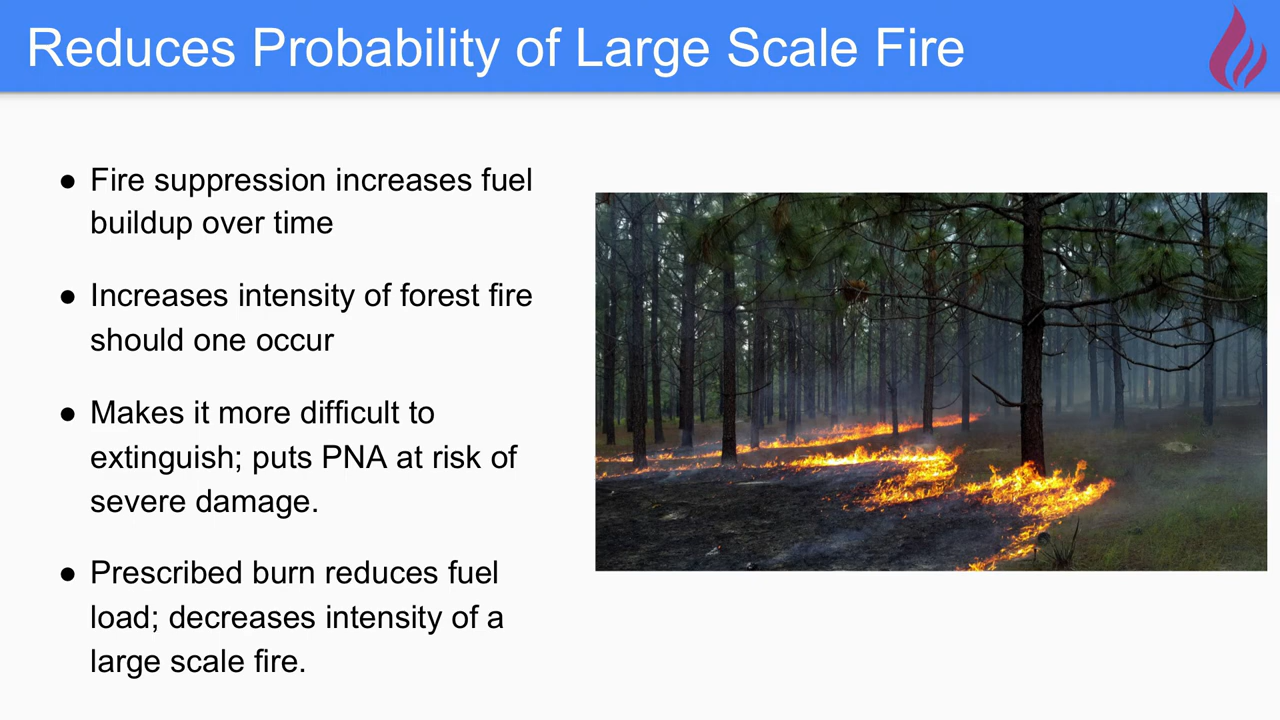 Reduces Probability of Large Scale Fire
● Fire suppression increases fuel
buildup over time
● Increases intensity of forest fire
should one occur
● Makes it more difficult to
extinguish; puts PNA at risk of
severe damage.
● Prescribed burn reduces fuel
load; decreases intensity of a
large scale fire.